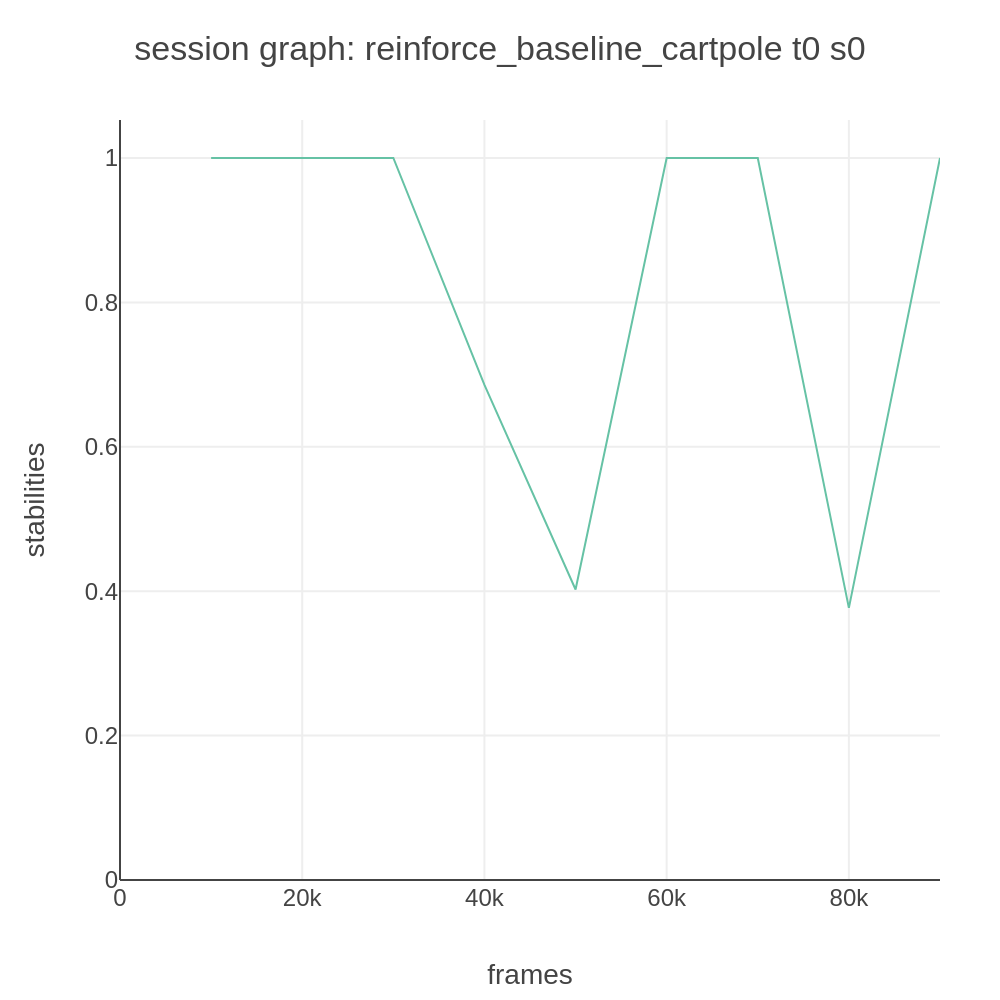 session graph: reinforce_baseline_cartpole t0 s0
stabilities
1
0.8
0.6
0.4
0.2
0
0 20k 40k 60k 80k
frames